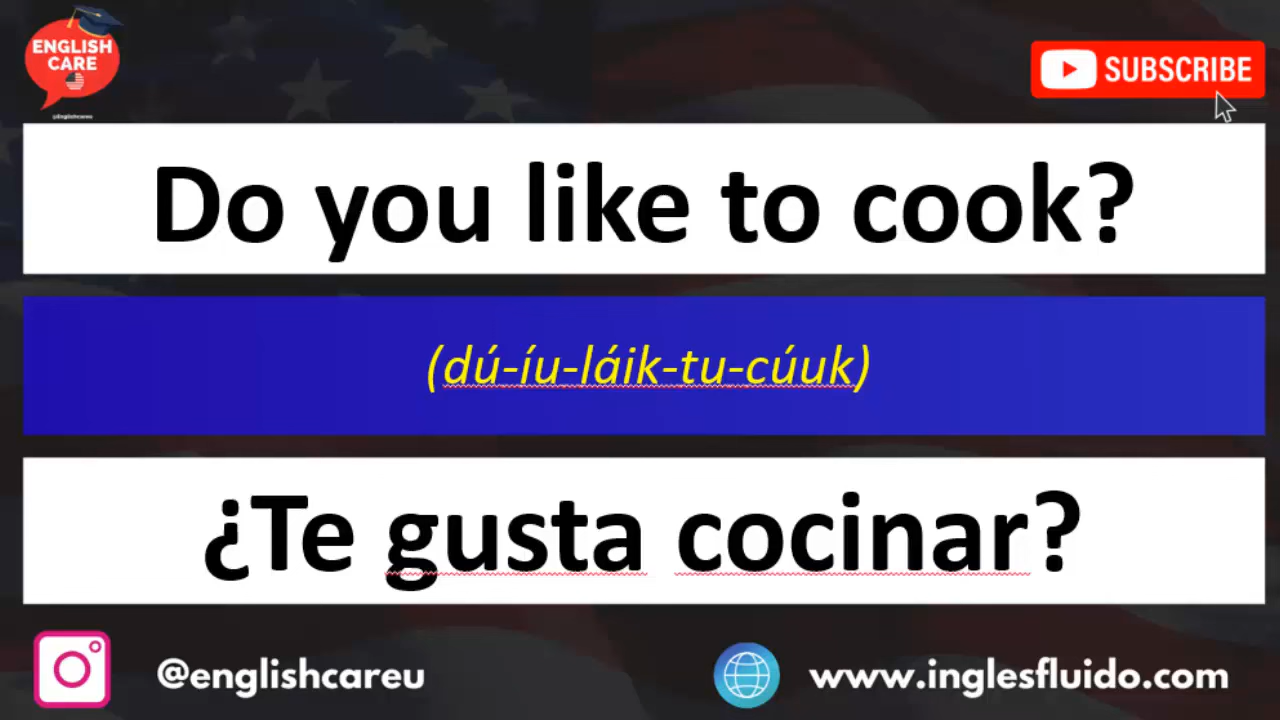 ENGLISH
CARE
@Englishcareu
SUBSCRIBE
Do you like to cook?
(dú-íu-láik-tu-cúuk)
¿Te gusta cocinar?
@englishcareu
www.inglesfluido.com